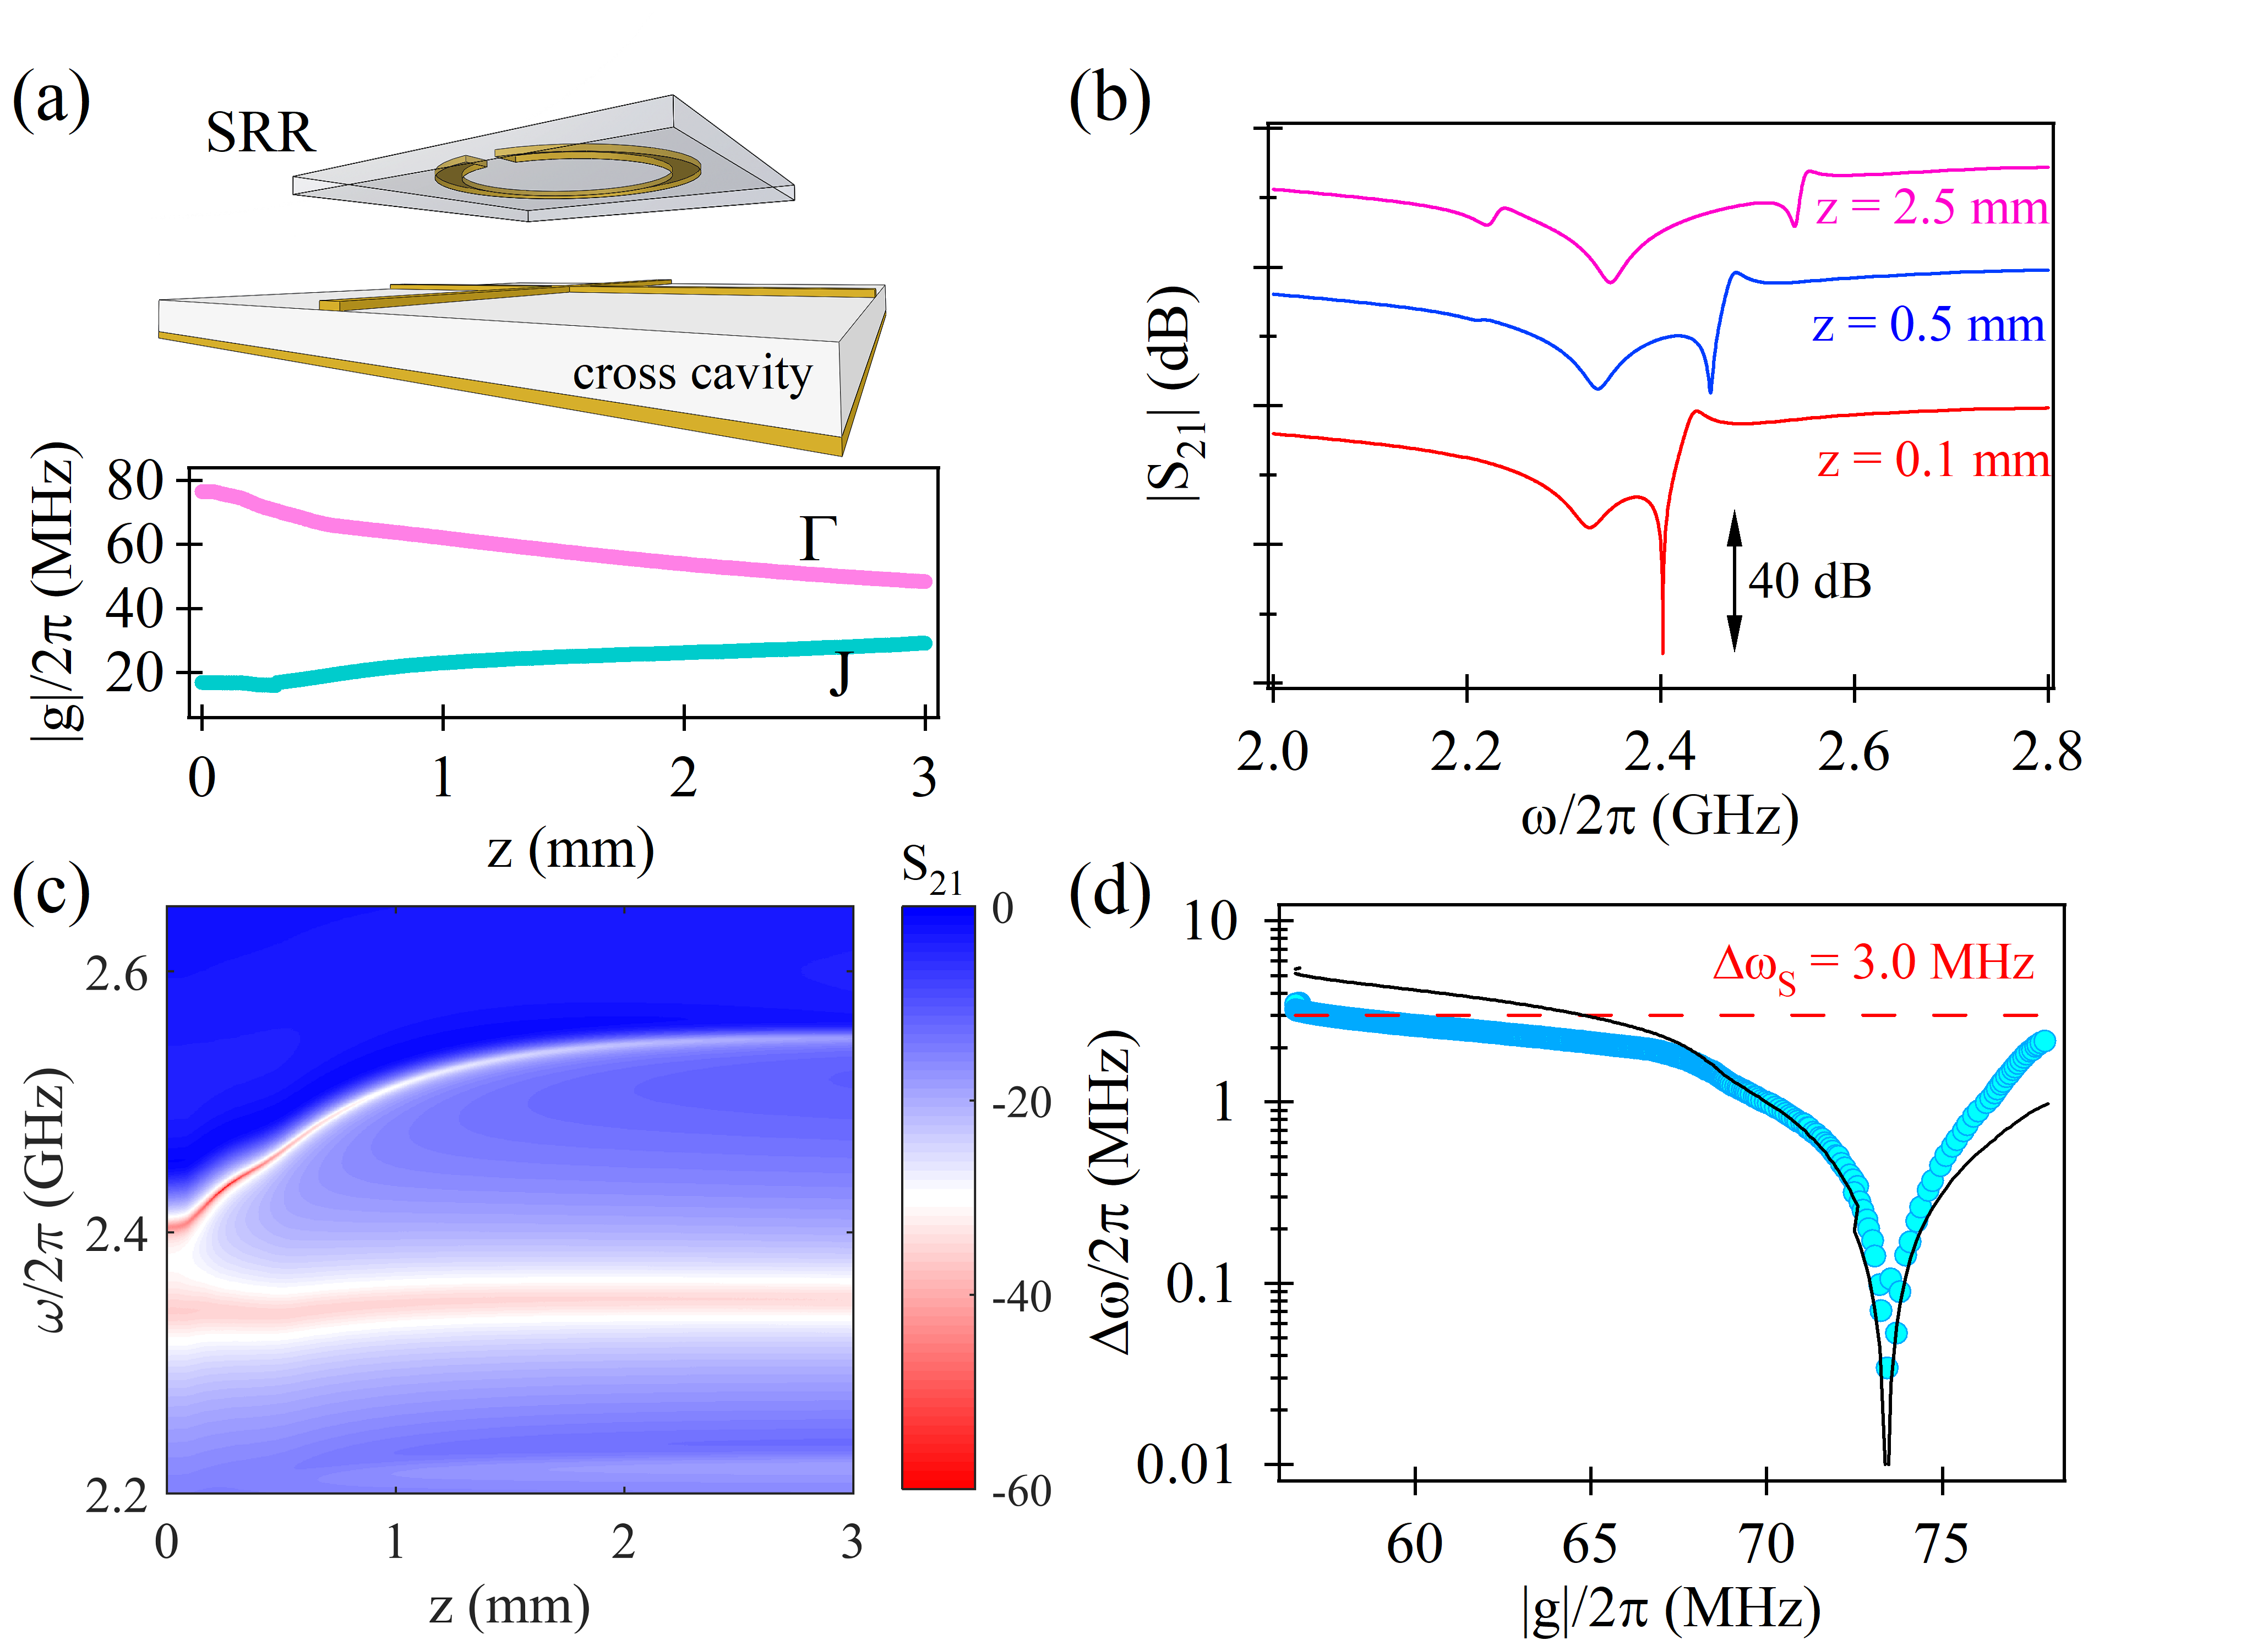 (a)
SRR
cross cavity
|g|/2π (MHz)
80
60
40
20
Γ
J
0 1 2 3
z (mm)
(b)
|S21| (dB)
z = 2.5 mm
z = 0.5 mm
z = 0.1 mm
40 dB
2.0 2.2 2.4 2.6 2.8
ω/2π (GHz)
(c)
S21
0
-20
-40
-60
ω/2π (GHz)
2.6
2.4
2.2
0 1 2 3
z (mm)
(d)
Δω/2π (MHz)
10
1
0.1
0.01
ΔωS = 3.0 MHz
60 65 70 75
|g|/2π (MHz)